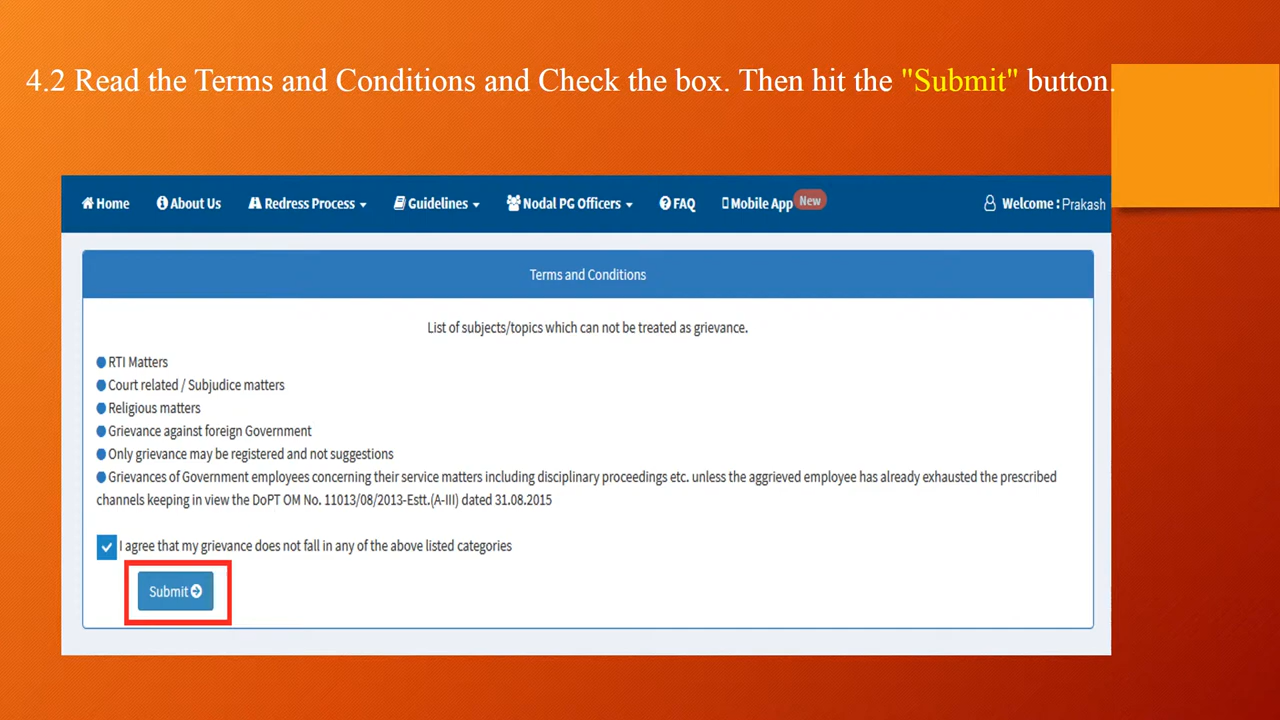 4.2 Read the Terms and Conditions and Check the box. Then hit the "Submit" button.
Home About Us Redress Process Guidelines Nodal PG Officers FAQ Mobile App New Welcome : Prakash
Terms and Conditions
List of subjects/topics which can not be treated as grievance.
RTI Matters
Court related / Subjudice matters
Religious matters
Grievance against foreign Government
Only grievance may be registered and not suggestions
Grievances of Government employees concerning their service matters including disciplinary proceedings etc. unless the aggrieved employee has already exhausted the prescribed
channels keeping in view the DoPT OM No. 11013/08/2013-Estt.(A-III) dated 31.08.2015
I agree that my grievance does not fall in any of the above listed categories
Submit